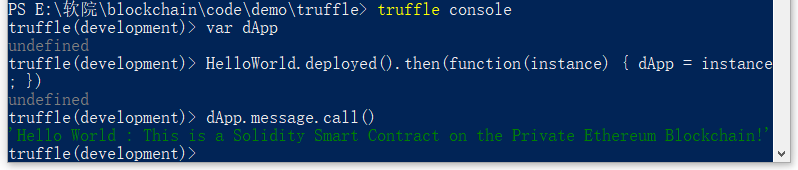 PS E:\软院\blockchain\code\demo\truffle> truffle console
truffle(development)> var dApp
undefined
truffle(development)> HelloWorld.deployed().then(function(instance) { dApp = instance
; })
undefined
truffle(development)> dApp.message.call()
'Hello World : This is a Solidity Smart Contract on the Private Ethereum Blockchain!'
truffle(development)>